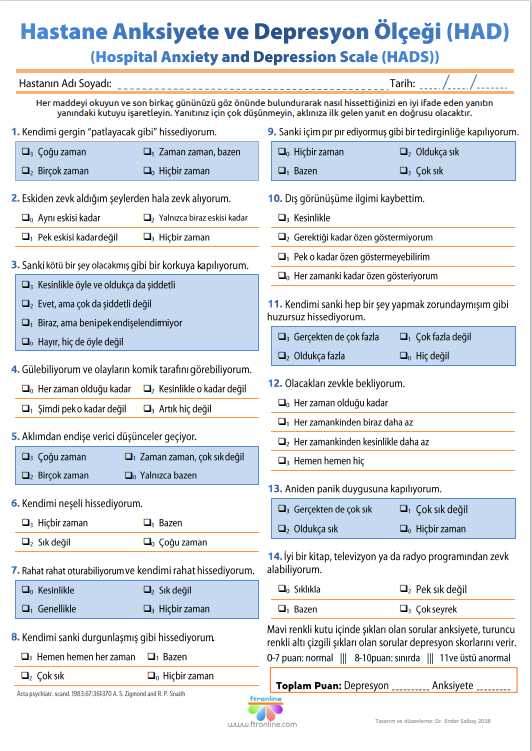 Hastane Anksiyete ve Depresyon Ölçeği (HAD)
(Hospital Anxiety and Depression Scale (HADS))
Hastanın Adı Soyadı: Tarih: / /
Her maddeyi okuyun ve son birkaç gününüzü göz önünde bulundurarak nasıl hissettiğinizi en iyi ifade eden yanıtın
yanındaki kutuyu işaretleyin. Yanıtınız için çok düşünmeyin, aklınıza ilk gelen yanıt en doğrusu olacaktır.
1. Kendimi gergin "patlayacak gibi" hissediyorum.
3 Çoğu zaman 1 Zaman zaman, bazen
2 Birçok zaman 0 Hiçbir zaman
2. Eskiden zevk aldığım şeylerden hala zevk alıyorum.
0 Aynı eskisi kadar 2 Yalnızca biraz eskisi kadar
1 Pek eskisi kadar değil 3 Hiçbir zaman
3. Sanki kötü bir şey olacakmış gibi bir korkuya kapılıyorum.
3 Kesinlikle öyle ve oldukça da şiddetli
2 Evet, ama çok da şiddetli değil
1 Biraz, ama beni pek endişelendirmiyor
0 Hayır, hiç de öyle değil
4. Gülebiliyorum ve olayların komik tarafını görebiliyorum.
0 Her zaman olduğu kadar 2 Kesinlikle o kadar değil
1 Şimdi pek o kadar değil 3 Artık hiç değil
5. Aklımdan endişe verici düşünceler geçiyor.
3 Çoğu zaman 1 Zaman zaman, çok sık değil
2 Birçok zaman 0 Yalnızca bazen
6. Kendimi neşeli hissediyorum.
3 Hiçbir zaman 1 Bazen
2 Sık değil 0 Çoğu zaman
7. Rahat rahat oturabiliyorum ve kendimi rahat hissediyorum.
0 Kesinlikle 2 Sık değil
1 Genellikle 3 Hiçbir zaman
8. Kendimi sanki durgunlaşmış gibi hissediyorum.
3 Hemen hemen her zaman 1 Bazen
2 Çok sık 0 Hiçbir zaman
Acta psychiatr. scand. 1983:67:361-370 A. S. Zigmond and R. P. Snaith
9. Sanki içim pır pır ediyormuş gibi bir tedirginliğe kapılıyorum.
0 Hiçbir zaman 2 Oldukça sık
1 Bazen 3 Çok sık
10. Dış görünüşüme ilgimi kaybettim.
3 Kesinlikle
2 Gerektiği kadar özen göstermiyorum
1 Pek o kadar özen göstermeyebilirim
0 Her zamanki kadar özen gösteriyorum
11. Kendimi sanki hep bir şey yapmak zorundaymışım gibi
huzursuz hissediyorum.
3 Gerçekten de çok fazla 1 Çok fazla değil
2 Oldukça fazla 0 Hiç değil
12. Olacakları zevkle bekliyorum.
0 Her zaman olduğu kadar
1 Her zamankinden biraz daha az
2 Her zamankinden kesinlikle daha az
3 Hemen hemen hiç
13. Aniden panik duygusuna kapılıyorum.
3 Gerçekten de çok sık 1 Çok sık değil
2 Oldukça sık 0 Hiçbir zaman
14. İyi bir kitap, televizyon ya da radyo programından zevk
alabiliyorum.
0 Sıklıkla 2 Pek sık değil
1 Bazen 3 Çok seyrek
Mavi renkli kutu içinde şıkları olan sorular anksiyete, turuncu
renkli altı çizgili şıkları olan sorular depresyon skorlarını verir.
0-7 puan: normal ||| 8-10puan: sınırda ||| 11 ve üstü anormal
Toplam Puan: Depresyon Anksiyete
ftronline
www.ftronline.com
Tasarım ve düzenleme: Dr. Ender Salbaş 2018